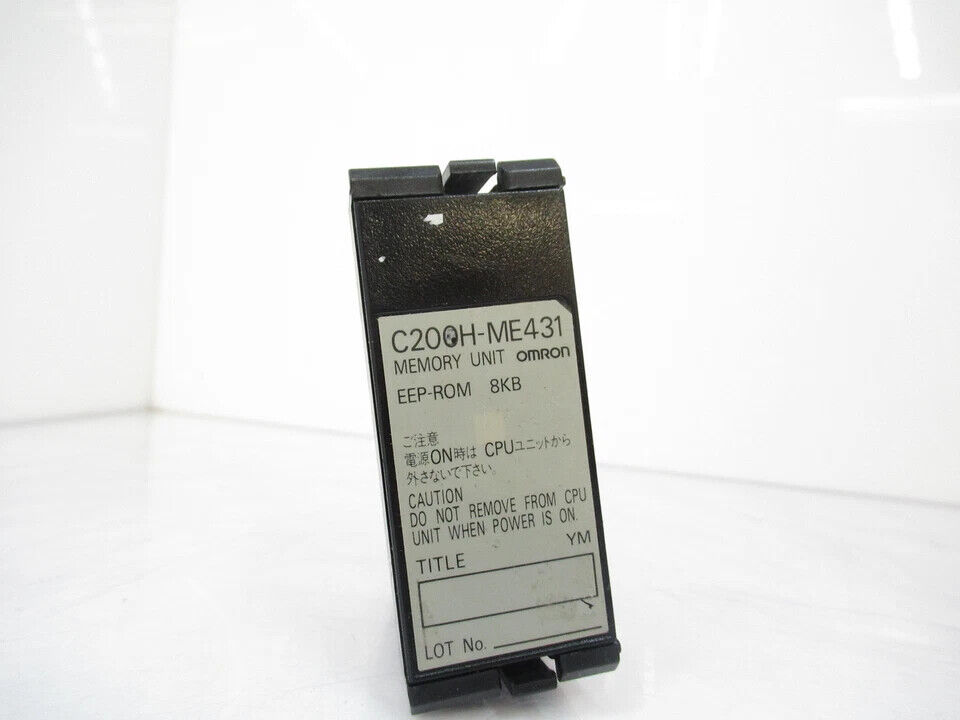 C200H-ME431
MEMORY UNIT OMRON
EEP-ROM 8KB
ご注意
電源ON時は CPUユニットから
外さないで下さい。
CAUTION
DO NOT REMOVE FROM CPU
UNIT WHEN POWER IS ON.
YM
TITLE
LOT No.